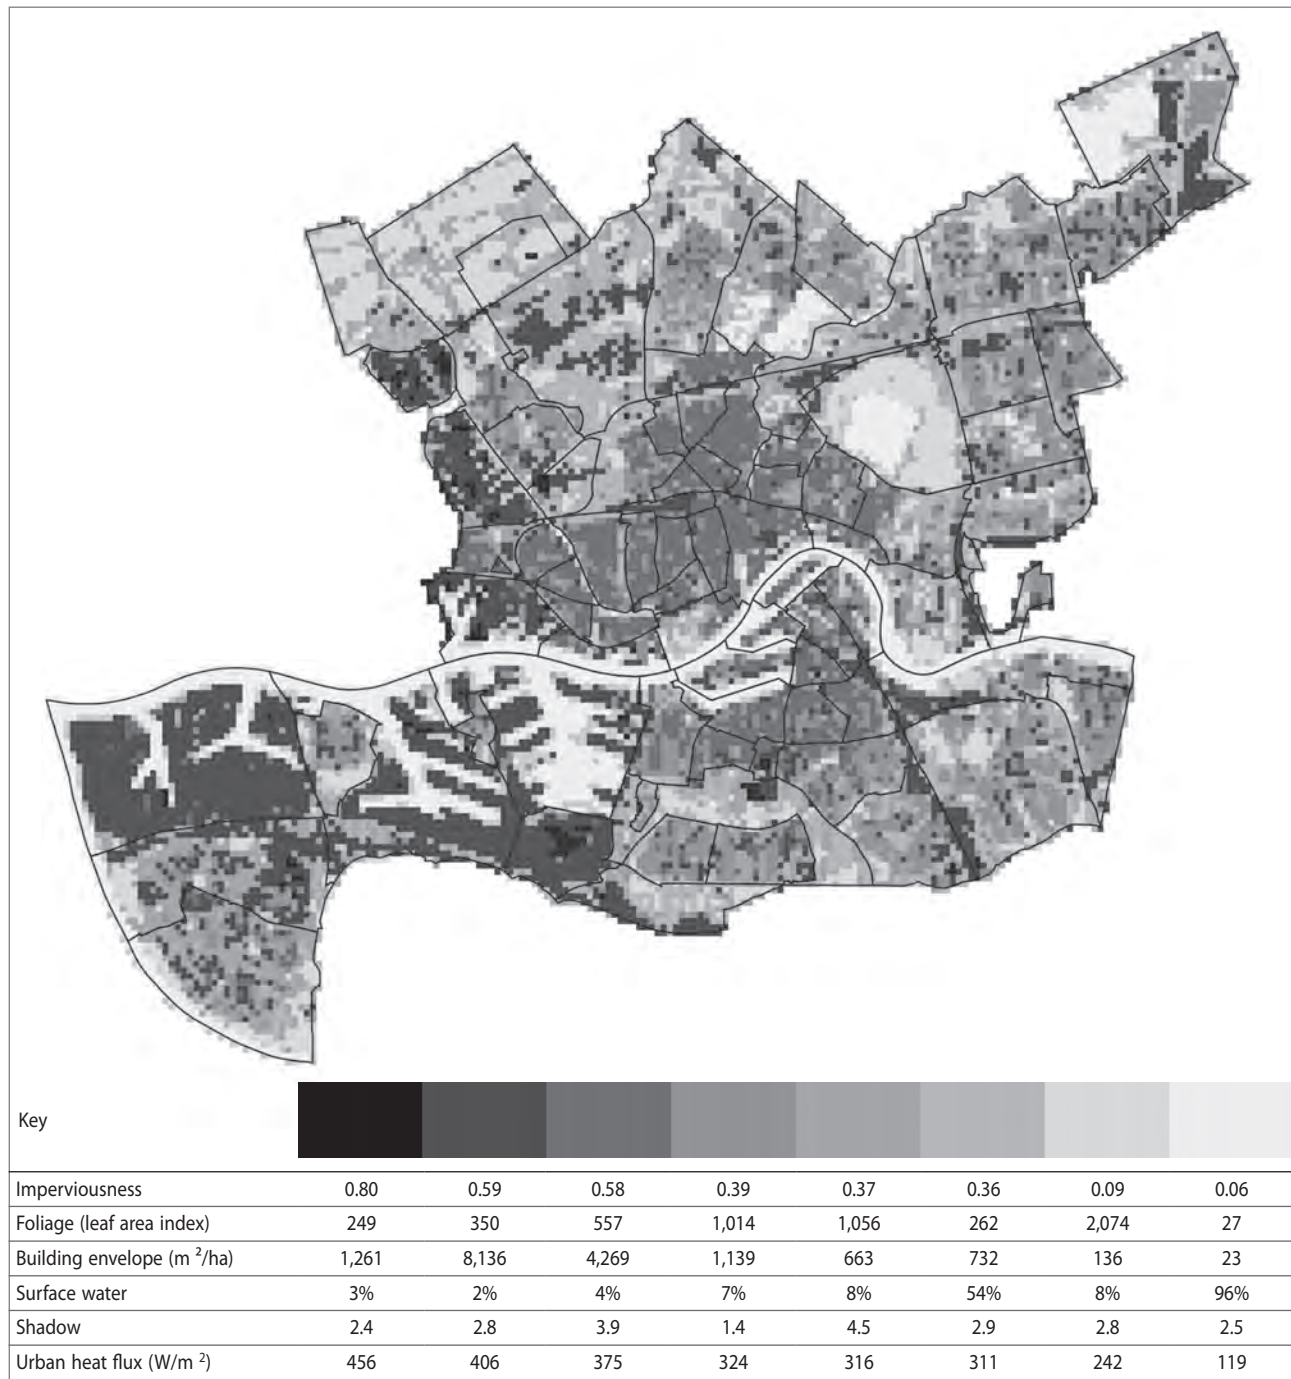 Key
Imperviousness 0.80 0.59 0.58 0.39 0.37 0.36 0.09 0.06
Foliage (leaf area index) 249 350 557 1,014 1,056 262 2,074 27
Building envelope (m ²/ha) 1,261 8,136 4,269 1,139 663 732 136 23
Surface water 3% 2% 4% 7% 8% 54% 8% 96%
Shadow 2.4 2.8 3.9 1.4 4.5 2.9 2.8 2.5
Urban heat flux (W/m ²) 456 406 375 324 316 311 242 119